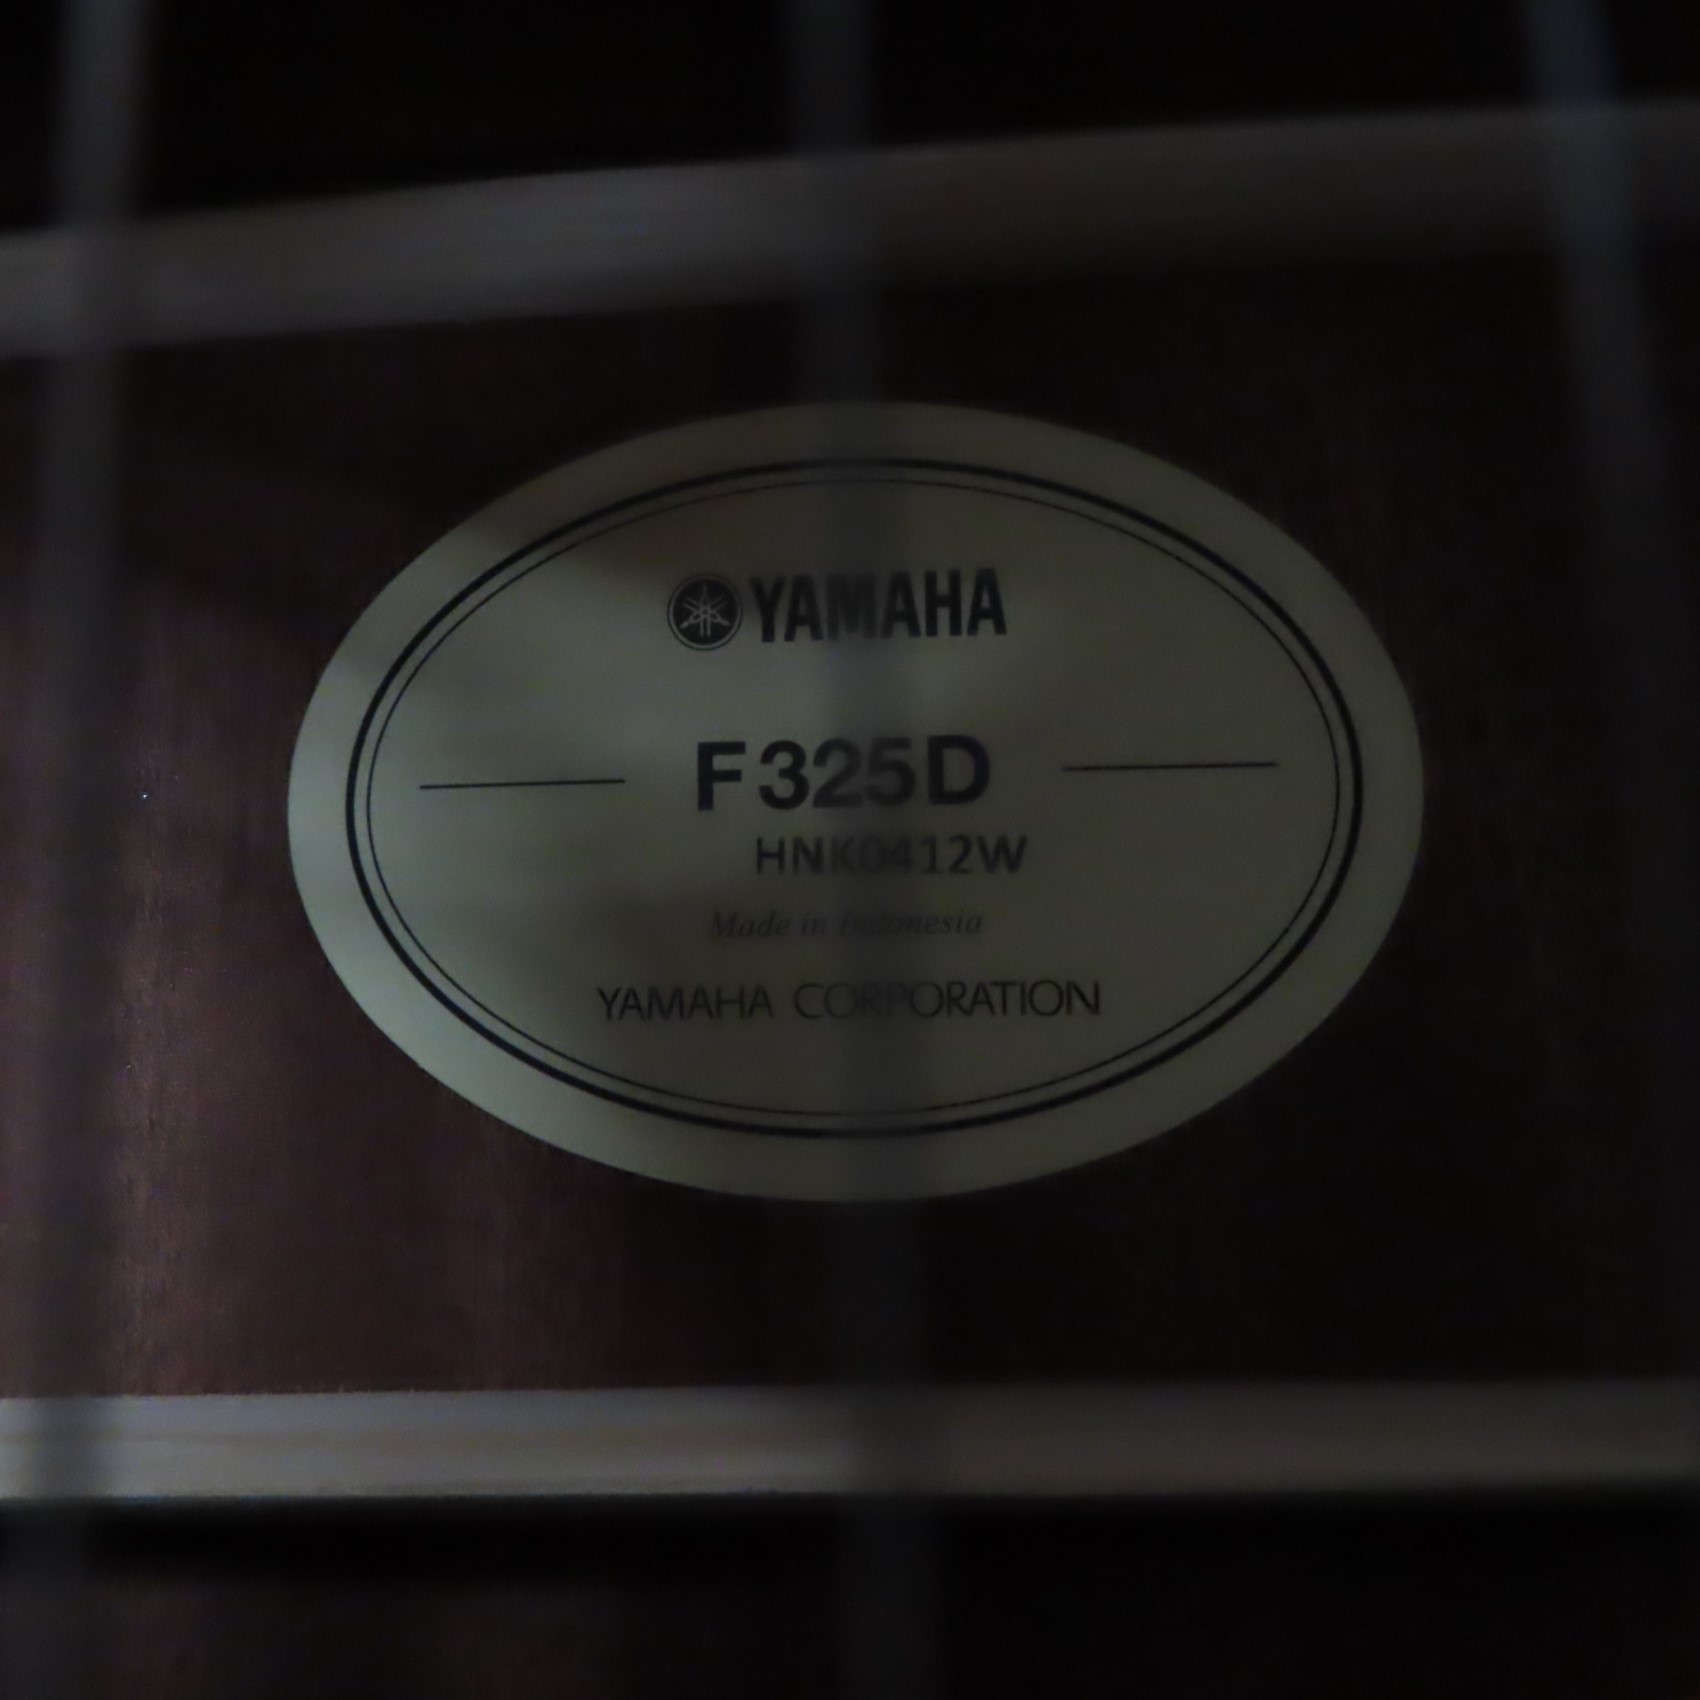 YAMAHA
F325D
HNK0412W
Made in Indonesia
YAMAHA CORPORATION